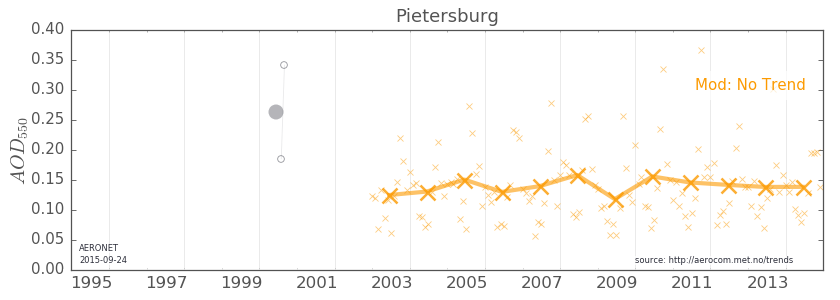 Pietersburg
0.40
0.35
0.30
0.25
0.20
0.15
0.10
0.05
0.00
AOD550
Mod: No Trend
AERONET
2015-09-24
source: http://aerocom.met.no/trends
1995 1997 1999 2001 2003 2005 2007 2009 2011 2013